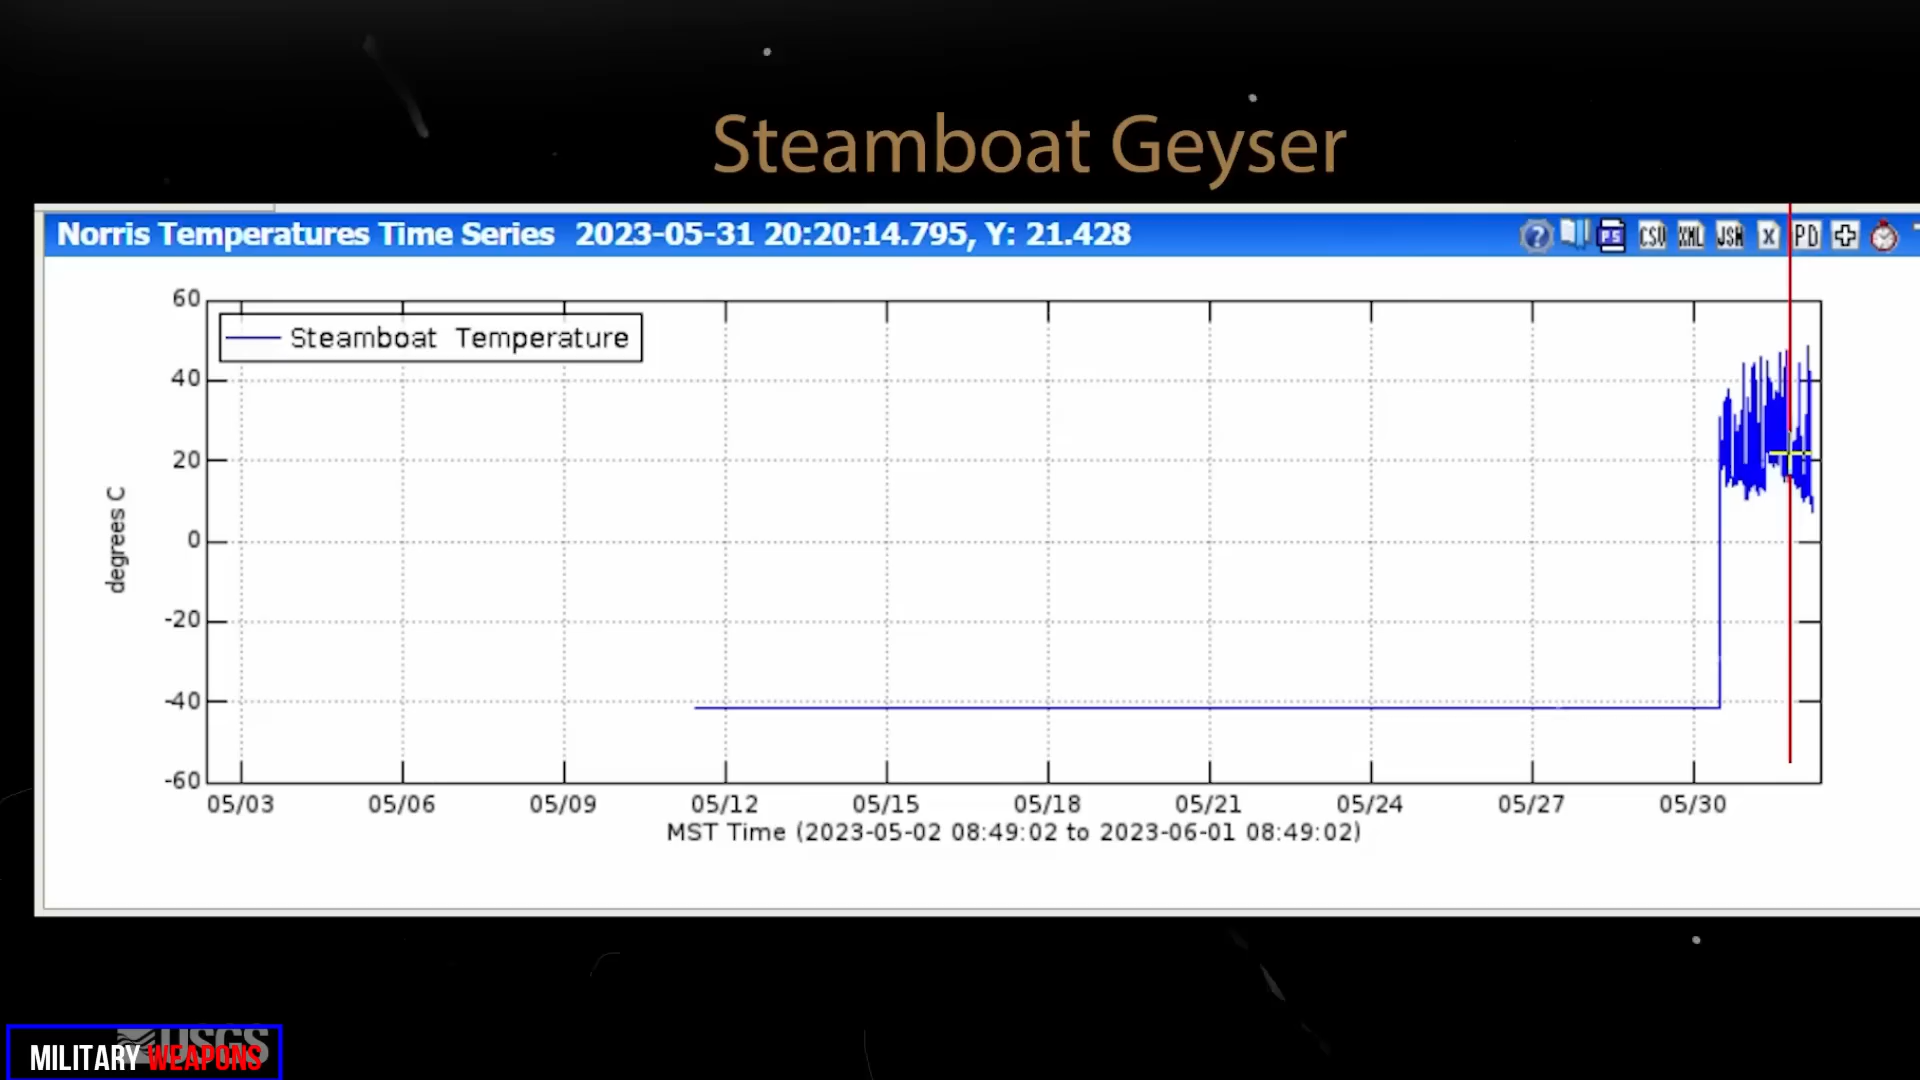 Steamboat Geyser
Norris Temperatures Time Series 2023-05-31 20:20:14.795, Y: 21.428
? PS CSV XML JSN X PD
60
Steamboat Temperature
40
20
0
-20
-40
-60
degrees C
05/03 05/06 05/09 05/12 05/15 05/18 05/21 05/24 05/27 05/30
MST Time (2023-05-02 08:49:02 to 2023-06-01 08:49:02)
USGS
MILITARY WEAPONS